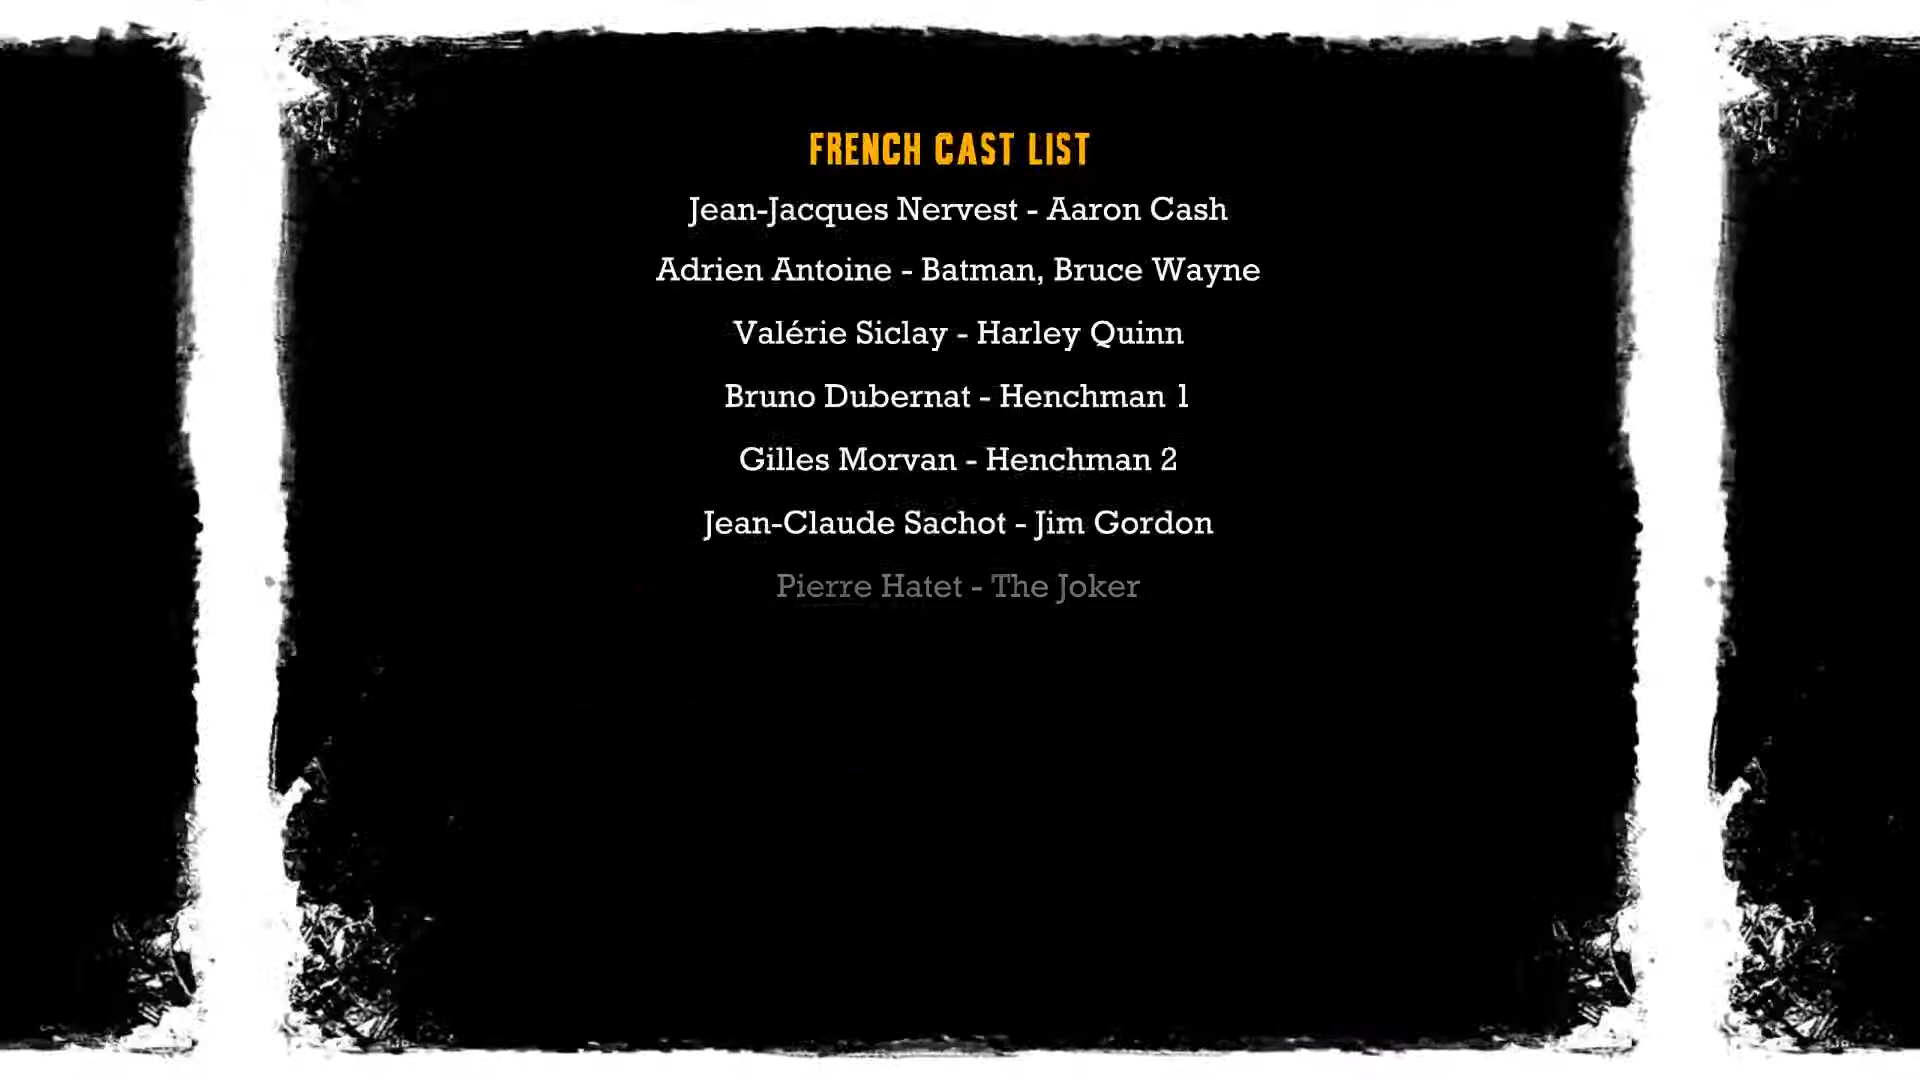 FRENCH CAST LIST
Jean-Jacques Nervest - Aaron Cash
Adrien Antoine - Batman, Bruce Wayne
Valérie Siclay - Harley Quinn
Bruno Dubernat - Henchman 1
Gilles Morvan - Henchman 2
Jean-Claude Sachot - Jim Gordon
Pierre Hatet - The Joker